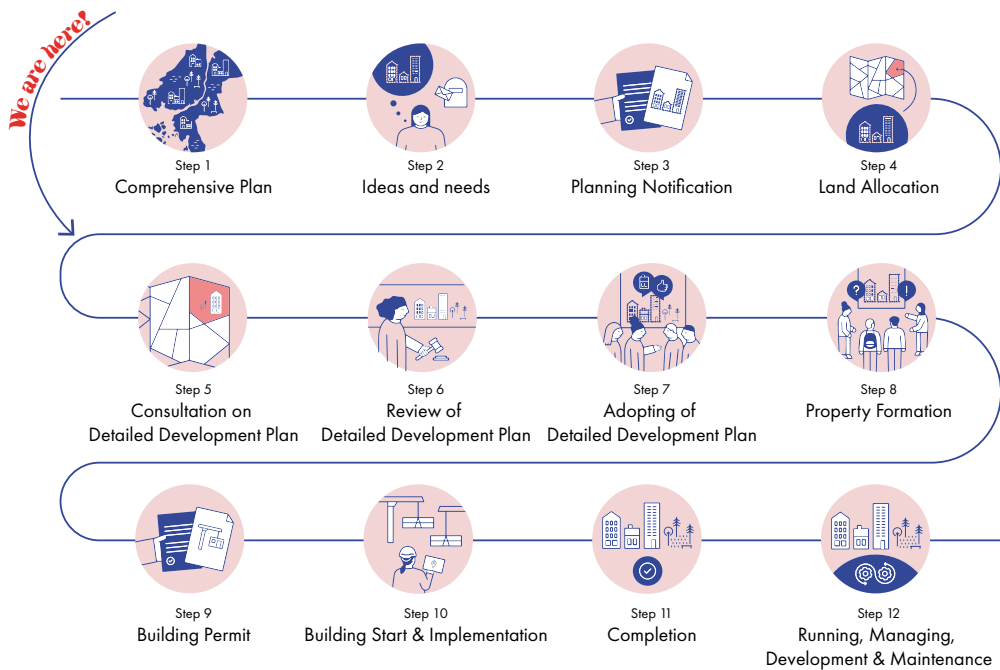 We are here!
Step 1
Comprehensive Plan
Step 2
Ideas and needs
Step 3
Planning Notification
Step 4
Land Allocation
Step 5
Consultation on
Detailed Development Plan
Step 6
Review of
Detailed Development Plan
Step 7
Adopting of
Detailed Development Plan
Step 8
Property Formation
?
!
Step 9
Building Permit
Step 10
Building Start & Implementation
Step 11
Completion
Step 12
Running, Managing,
Development & Maintenance